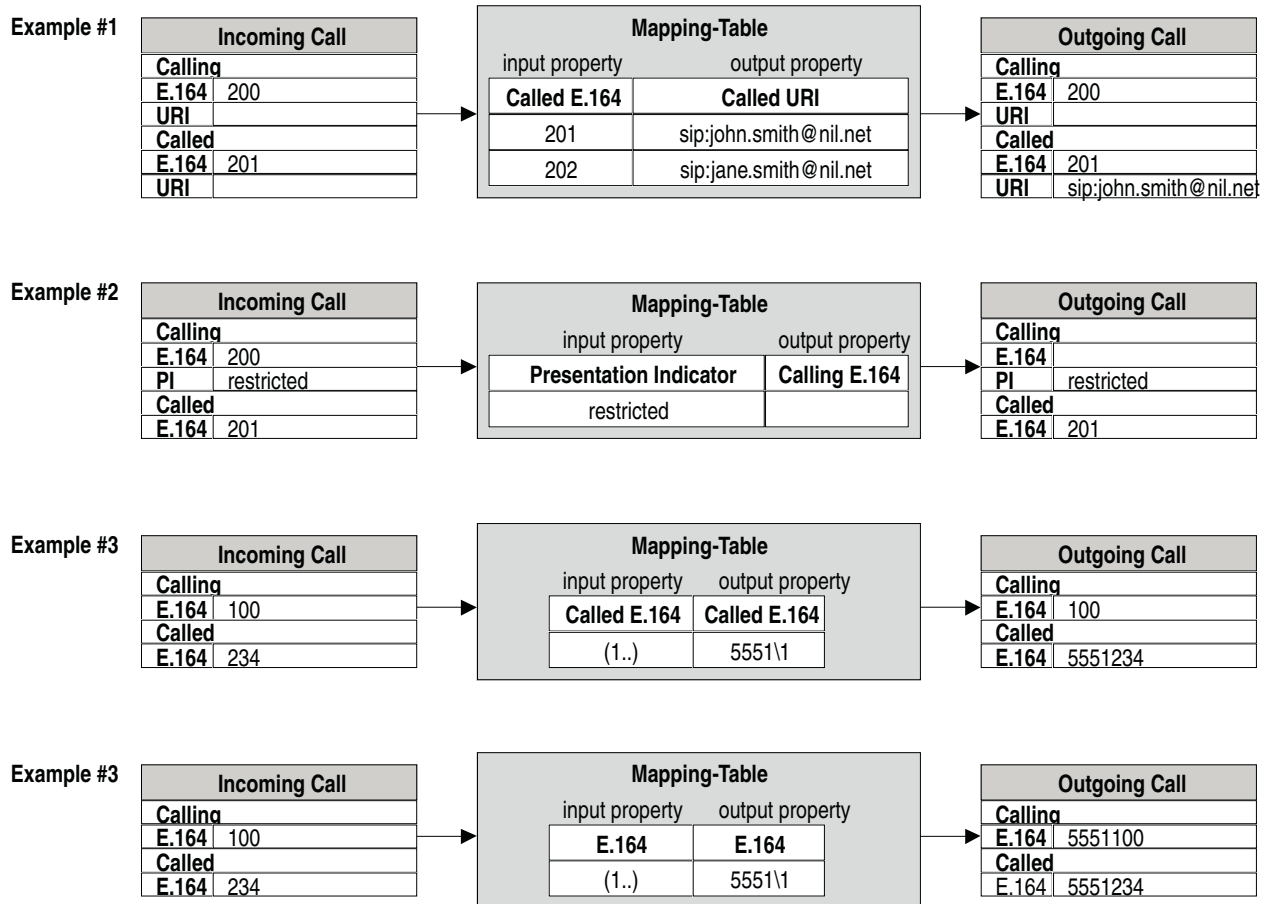 Example #1
Incoming Call
Calling
E.164 200
URI
Called
E.164 201
URI
Mapping-Table
input property output property
Called E.164 Called URI
201 sip:john.smith@nil.net
202 sip:jane.smith@nil.net
Outgoing Call
Calling
E.164 200
URI
Called
E.164 201
URI sip:john.smith@nil.net
Example #2
Incoming Call
Calling
E.164 200
PI restricted
Called
E.164 201
Mapping-Table
input property output property
Presentation Indicator Calling E.164
restricted
Outgoing Call
Calling
E.164
PI restricted
Called
E.164 201
Example #3
Incoming Call
Calling
E.164 100
Called
E.164 234
Mapping-Table
input property output property
Called E.164 Called E.164
(1..) 5551\1
Outgoing Call
Calling
E.164 100
Called
E.164 5551234
Example #3
Incoming Call
Calling
E.164 100
Called
E.164 234
Mapping-Table
input property output property
E.164 E.164
(1..) 5551\1
Outgoing Call
Calling
E.164 5551100
Called
E.164 5551234